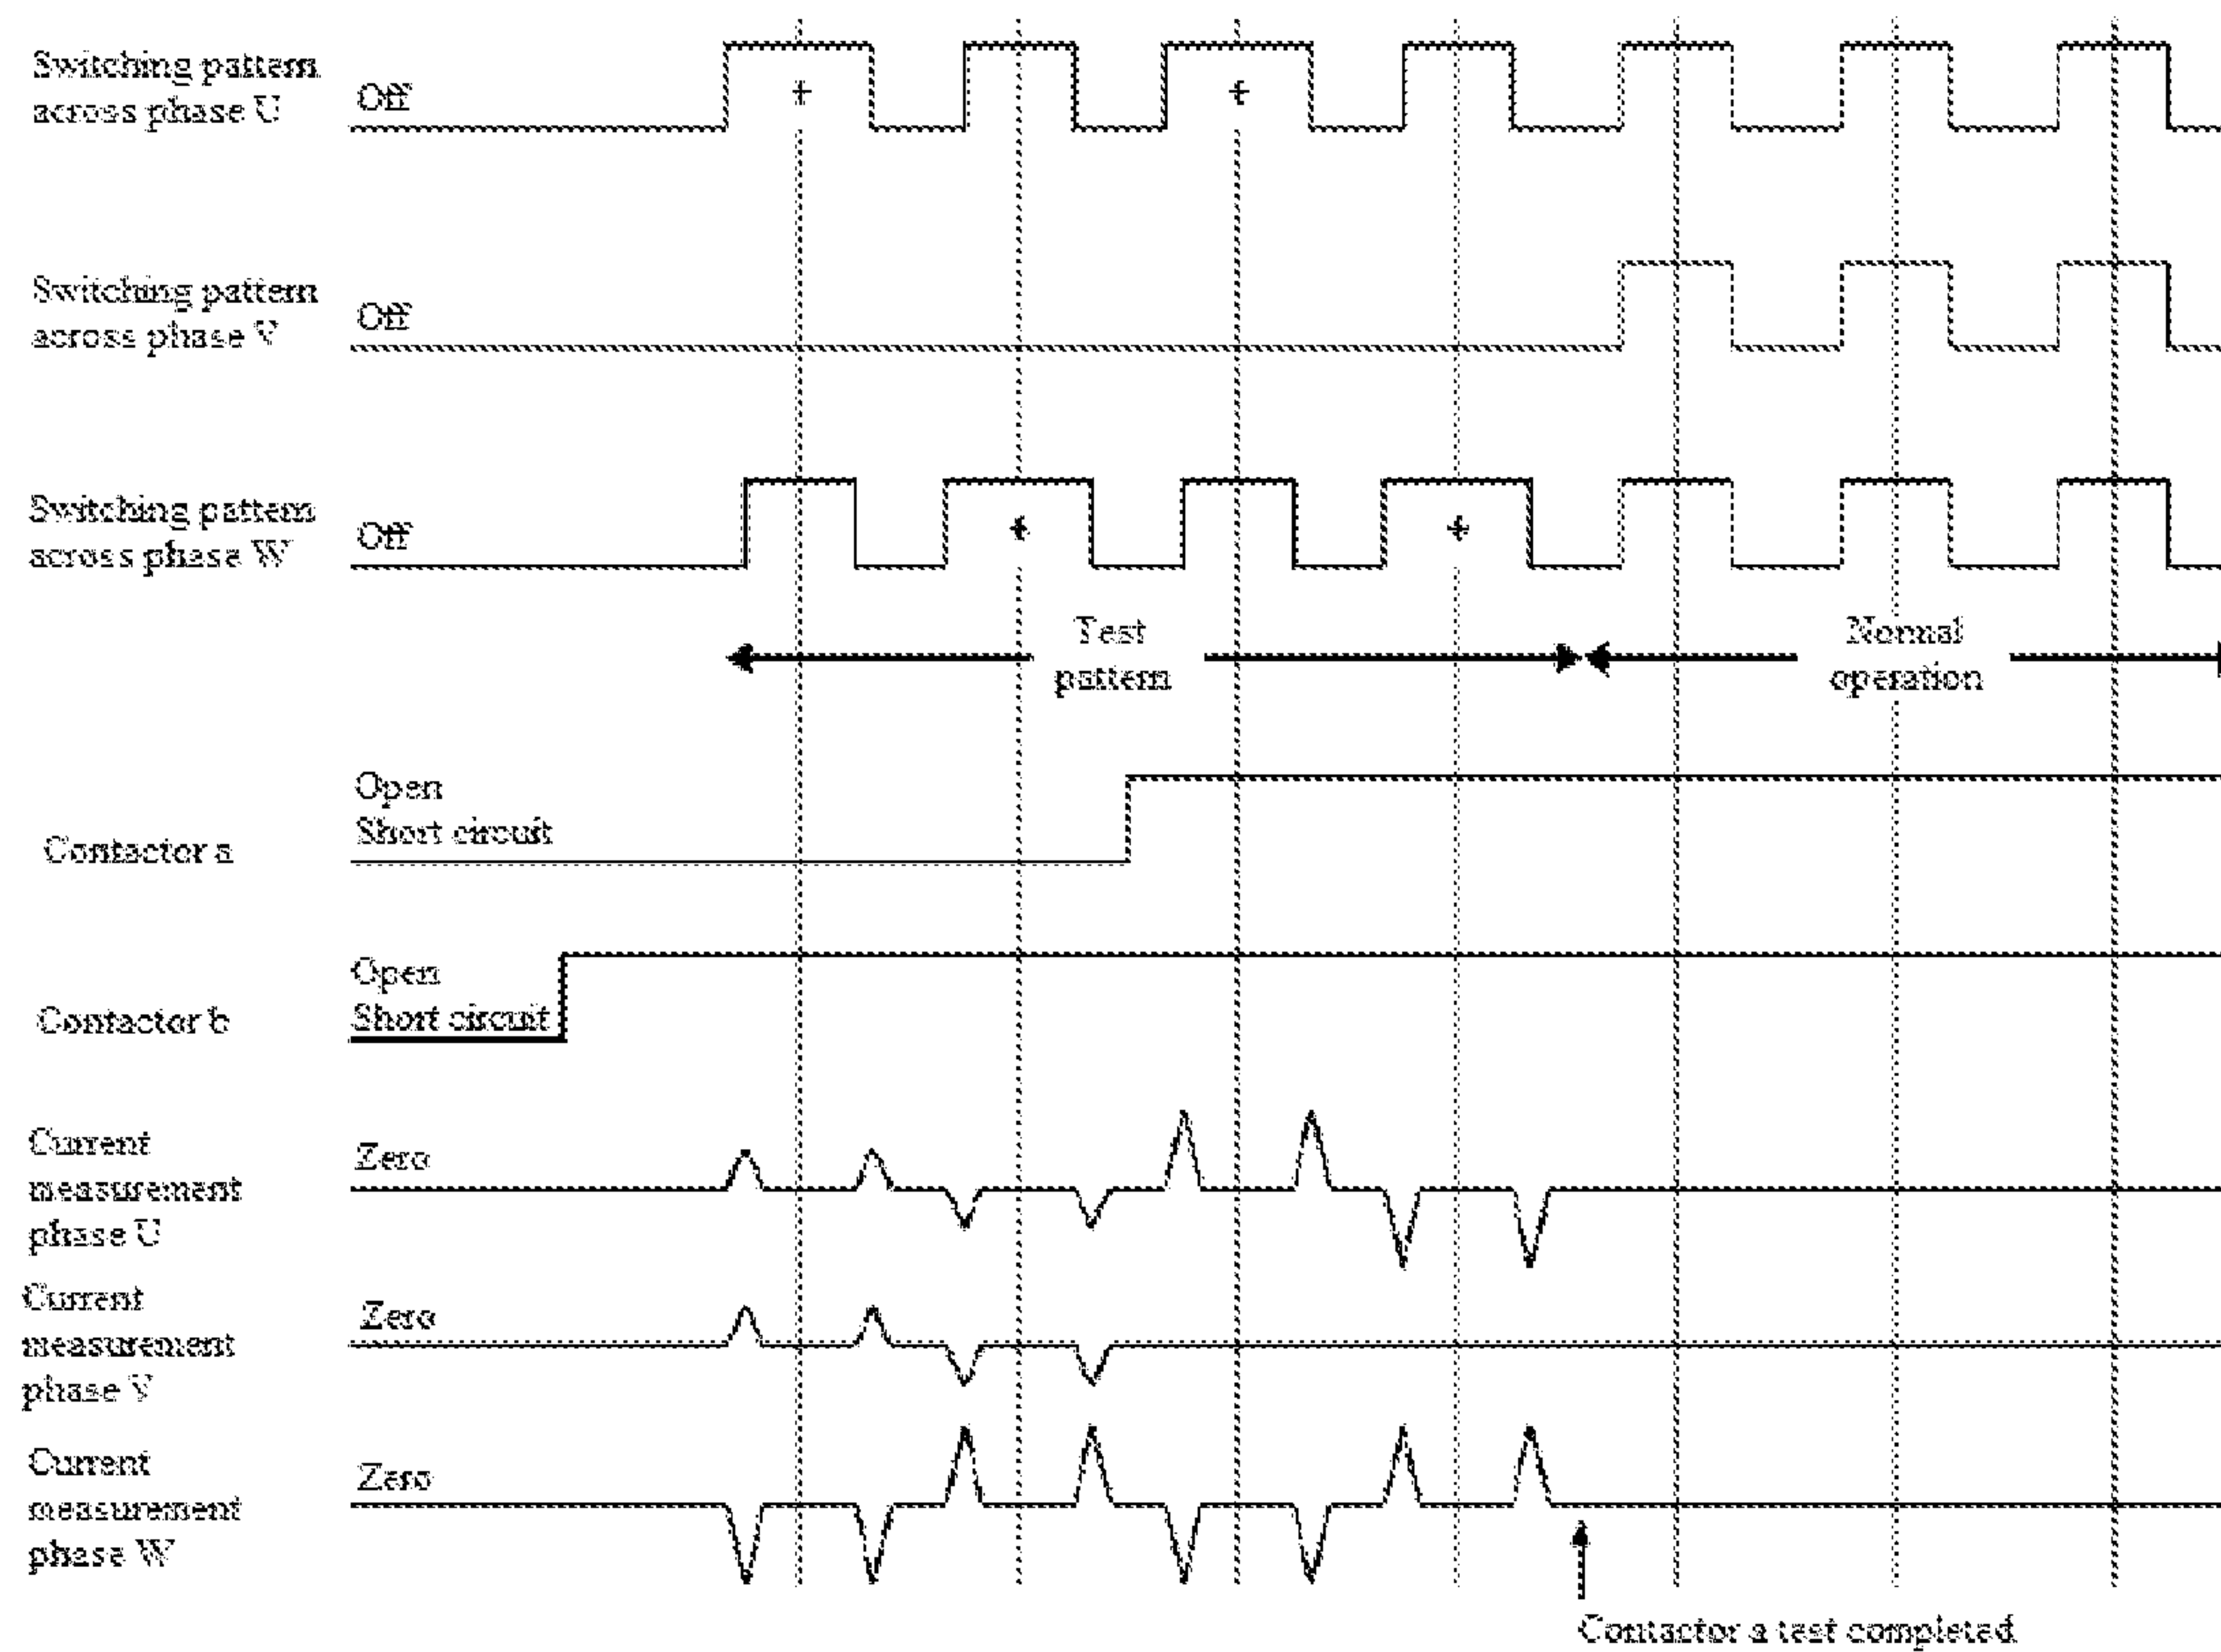 Switching pattern
across phase U
Off
+
+
Switching pattern
across phase V
Off
Switching pattern
across phase W
Off
+
+
Test
pattern
Normal
operation
Open
Short circuit
Contactor a
Open
Short circuit
Contactor b
Current
measurement
phase U
Zero
Current
measurement
phase V
Zero
Current
measurement
phase W
Zero
Contactor a test completed